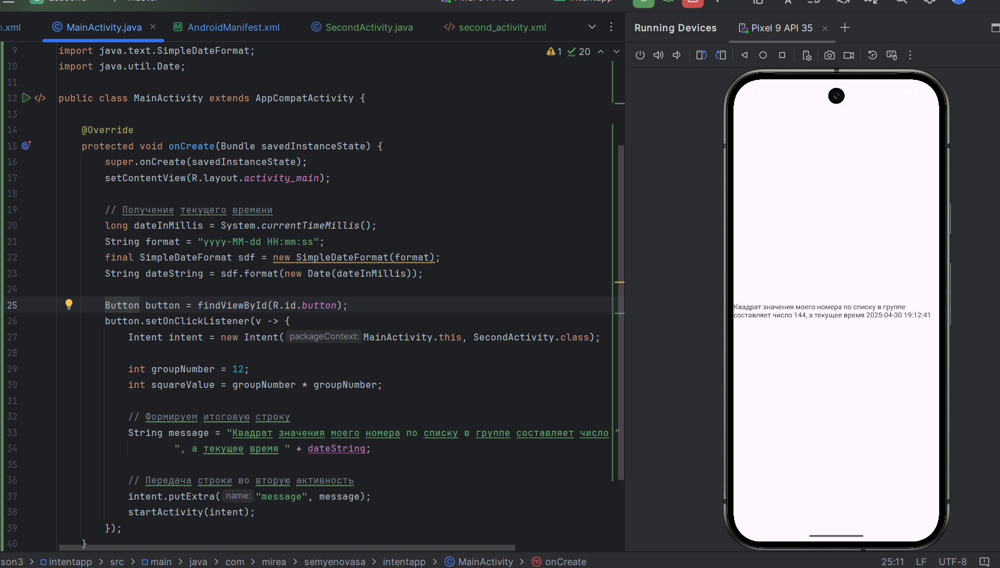 n.xml
MainActivity.java
AndroidManifest.xml
SecondActivity.java
second_activity.xml
Running Devices
Pixel 9 API 35
1
20
9 import java.text.SimpleDateFormat;
10 import java.util.Date;
11
12 public class MainActivity extends AppCompatActivity {
13
14 @Override
15 protected void onCreate(Bundle savedInstanceState) {
16 super.onCreate(savedInstanceState);
17 setContentView(R.layout.activity_main);
18
19 // Получение текущего времени
20 long dateInMillis = System.currentTimeMillis();
21 String format = "yyyy-MM-dd HH:mm:ss";
22 final SimpleDateFormat sdf = new SimpleDateFormat(format);
23 String dateString = sdf.format(new Date(dateInMillis));
24
25 Button button = findViewById(R.id.button);
26 button.setOnClickListener(v -> {
27 Intent intent = new Intent( packageContext: MainActivity.this, SecondActivity.class);
28
29 int groupNumber = 12;
30 int squareValue = groupNumber * groupNumber;
31
32 // Формируем итоговую строку
33 String message = "Квадрат значения моего номера по списку в группе составляет число "
34 ", а текущее время " + dateString;
35
36 // Передача строки во вторую активность
37 intent.putExtra( name: "message", message);
38 startActivity(intent);
39 });
40 }
Квадрат значения моего номера по списку в группе
составляет число 144, а текущее время 2025-04-30 19:12:41
son3 > intentapp > src > main > java > com > mirea > semyenovasa > intentapp > MainActivity > onCreate
25:11 LF UTF-8